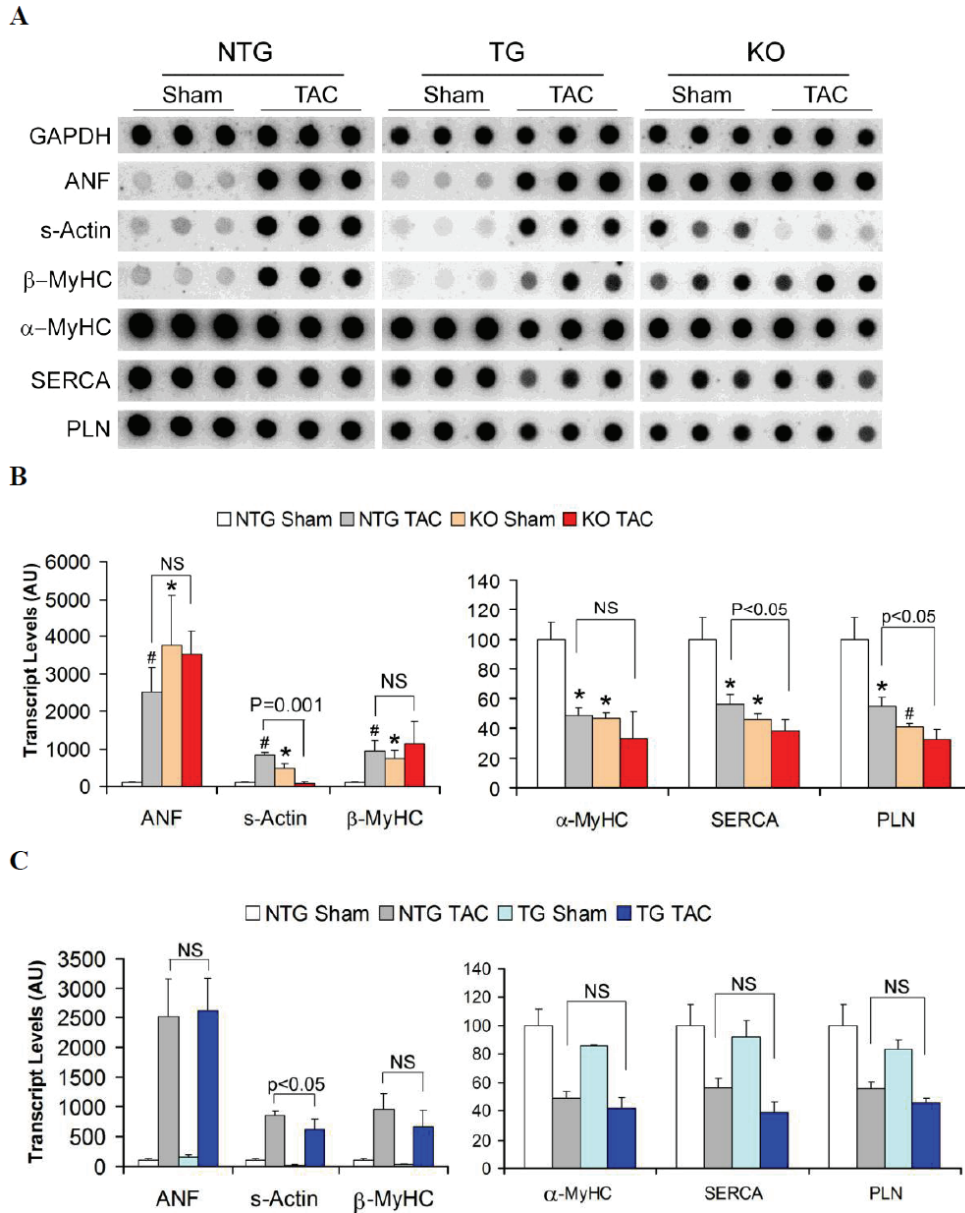 A
NTG TG KO
Sham TAC Sham TAC Sham TAC
GAPDH
ANF
s-Actin
β-MyHC
α-MyHC
SERCA
PLN
B
NTG Sham NTG TAC KO Sham KO TAC
Transcript Levels (AU)
6000
5000
4000
3000
2000
1000
0
NS
*
#
P=0.001
#
*
NS
#
*
ANF s-Actin β-MyHC
140
120
100
80
60
40
20
0
NS
*
*
P<0.05
*
*
p<0.05
*
#
α-MyHC SERCA PLN
C
NTG Sham NTG TAC TG Sham TG TAC
Transcript Levels (AU)
3500
3000
2500
2000
1500
1000
500
0
NS
p<0.05
NS
ANF s-Actin β-MyHC
140
120
100
80
60
40
20
0
NS
NS
NS
α-MyHC SERCA PLN